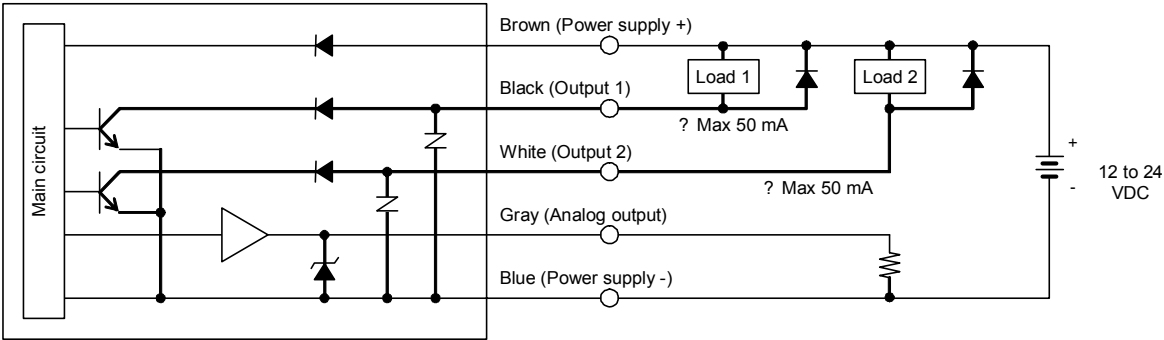 Brown (Power supply +)
Load 1
Load 2
Black (Output 1)
? Max 50 mA
Main circuit
White (Output 2)
+
-
12 to 24
VDC
? Max 50 mA
Gray (Analog output)
Blue (Power supply -)